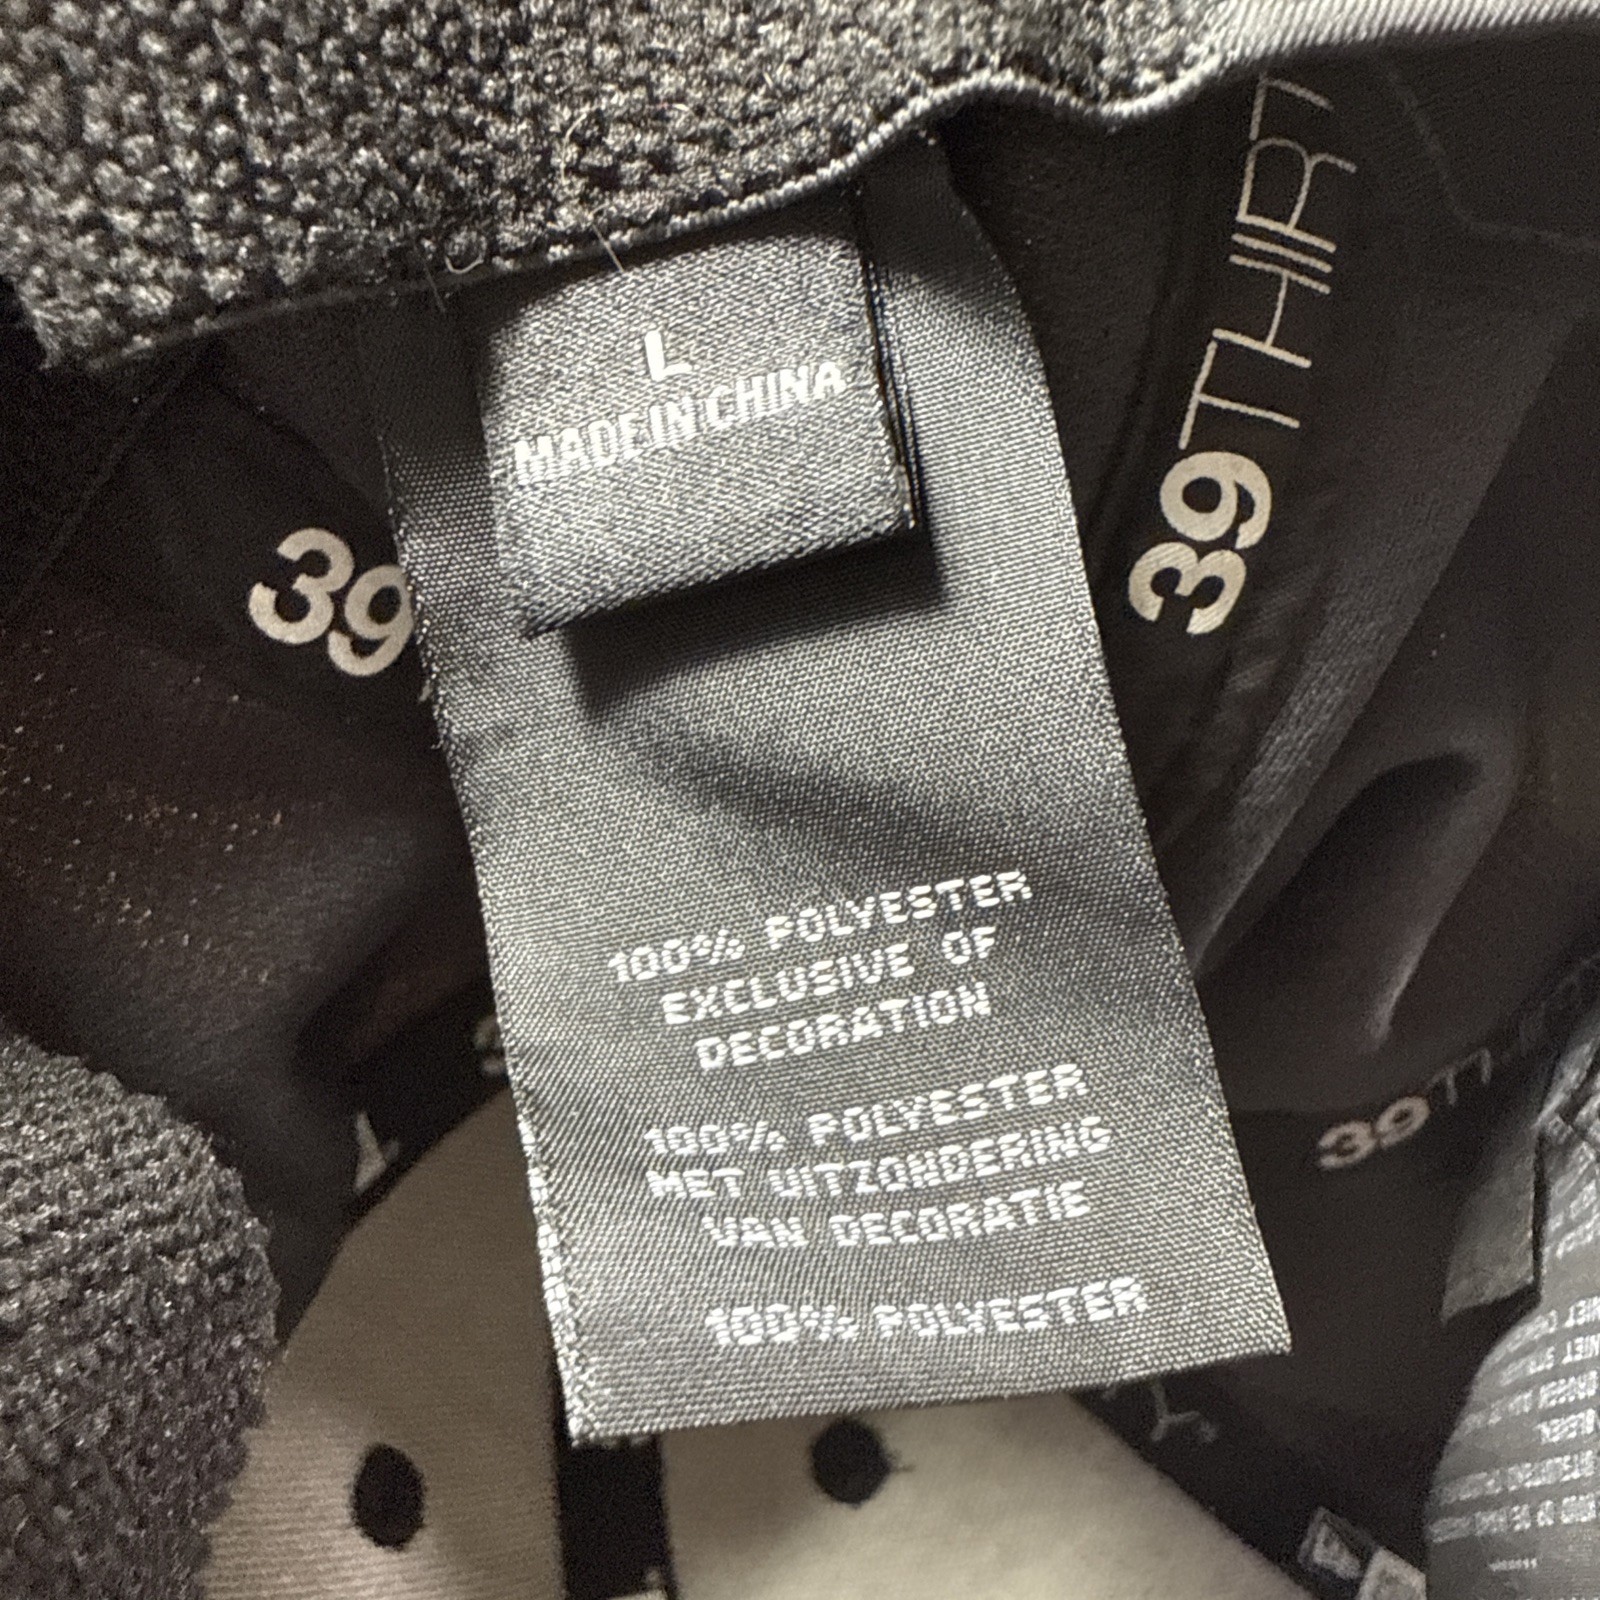 L
MADE IN CHINA
39THIRT
39
100% POLYESTER
EXCLUSIVE OF
DECORATION
100% POLYESTER
MET UITZONDERING
VAN DECORATIE
100% POLYESTER
39